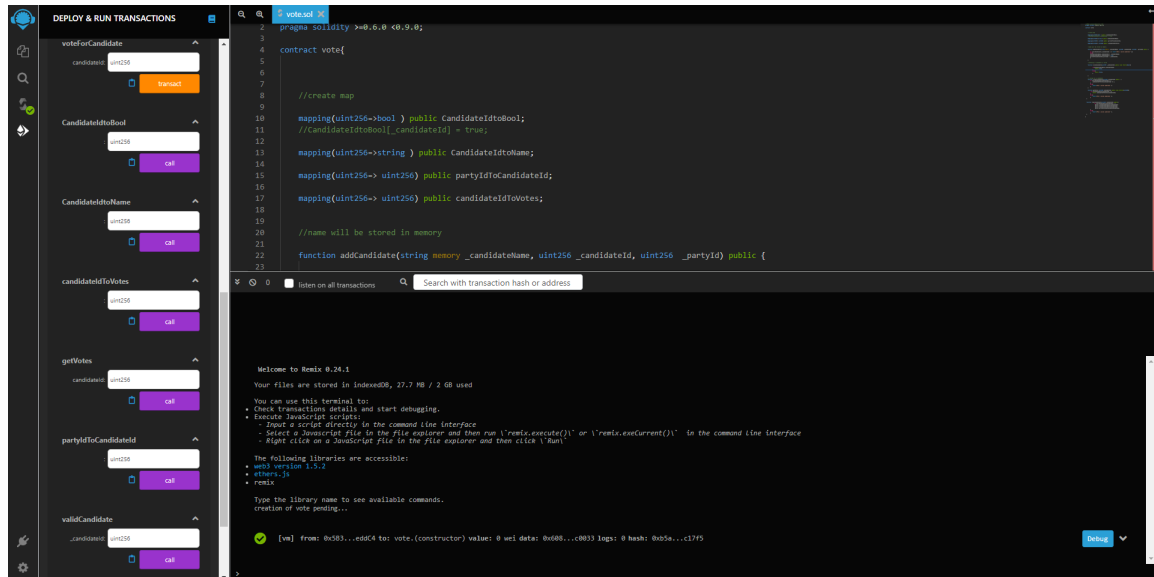 DEPLOY & RUN TRANSACTIONS
voteForCandidate
candidateId:
uint256
transact
CandidateIdtoBool
:
uint256
call
CandidateIdtoName
:
uint256
call
candidateIdToVotes
:
uint256
call
getVotes
candidateId:
uint256
call
partyIdToCandidateId
:
uint256
call
validCandidate
_candidateId:
uint256
call
vote.sol
2 pragma solidity >=0.6.0 <0.9.0;
3
4 contract vote{
5
6
7
8 //create map
9
10 mapping(uint256=>bool ) public CandidateIdtoBool;
11 //CandidateIdtoBool[_candidateId] = true;
12
13 mapping(uint256=>string ) public CandidateIdtoName;
14
15 mapping(uint256=> uint256) public partyIdToCandidateId;
16
17 mapping(uint256=> uint256) public candidateIdToVotes;
18
19
20 //name will be stored in memory
21
22 function addCandidate(string memory _candidateName, uint256 _candidateId, uint256 _partyId) public {
23
0 listen on all transactions Search with transaction hash or address
Welcome to Remix 0.24.1
Your files are stored in indexedDB, 27.7 MB / 2 GB used
You can use this terminal to:
• Check transactions details and start debugging.
• Execute JavaScript scripts:
- Input a script directly in the command line interface
- Select a Javascript file in the file explorer and then run \`remix.execute()\` or \`remix.exeCurrent()\` in the command line interface
- Right click on a JavaScript file in the file explorer and then click \`Run\`
The following libraries are accessible:
• web3 version 1.5.2
• ethers.js
• remix
Type the library name to see available commands.
creation of vote pending...
[vm] from: 0x5B3...eddC4 to: vote.(constructor) value: 0 wei data: 0x608...c0033 logs: 0 hash: 0xb5a...c17f5
Debug
>